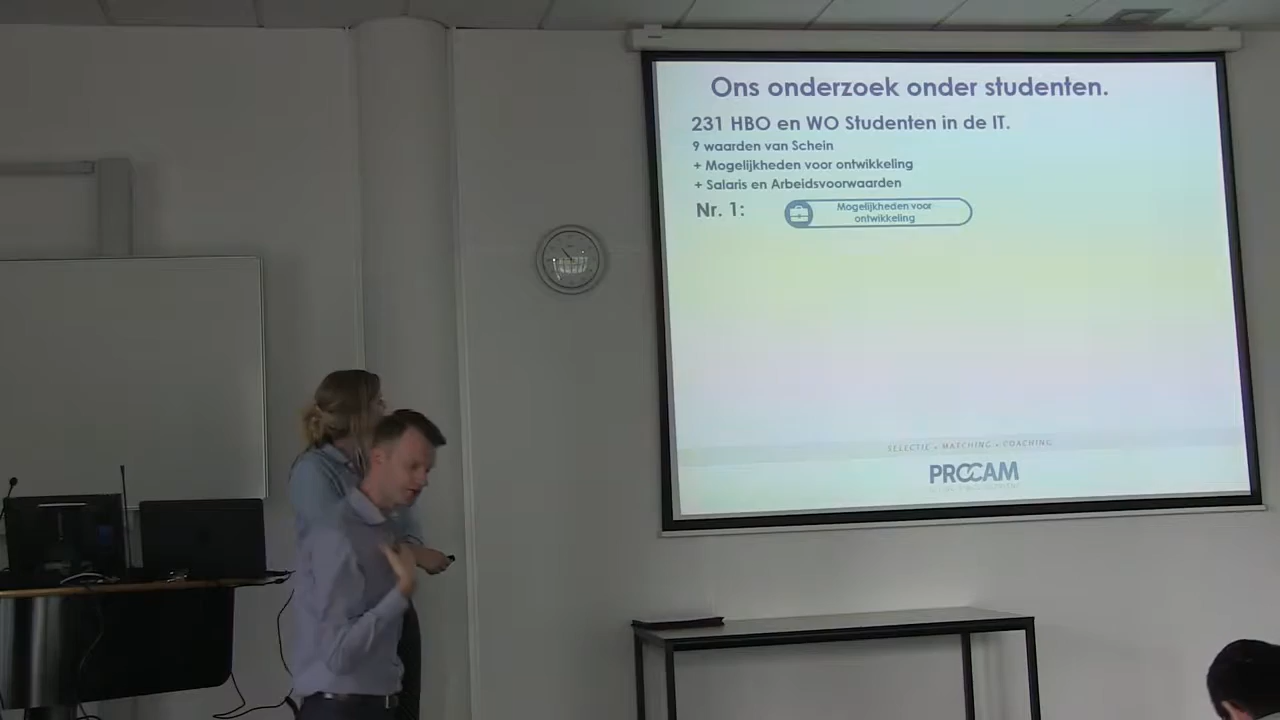 Ons onderzoek onder studenten.
231 HBO en WO Studenten in de IT.
9 waarden van Schein
+ Mogelijkheden voor ontwikkeling
+ Salaris en Arbeidsvoorwaarden
Nr. 1:
Mogelijkheden voor
ontwikkeling
SELECTIE • MATCHING • COACHING
PROCAM